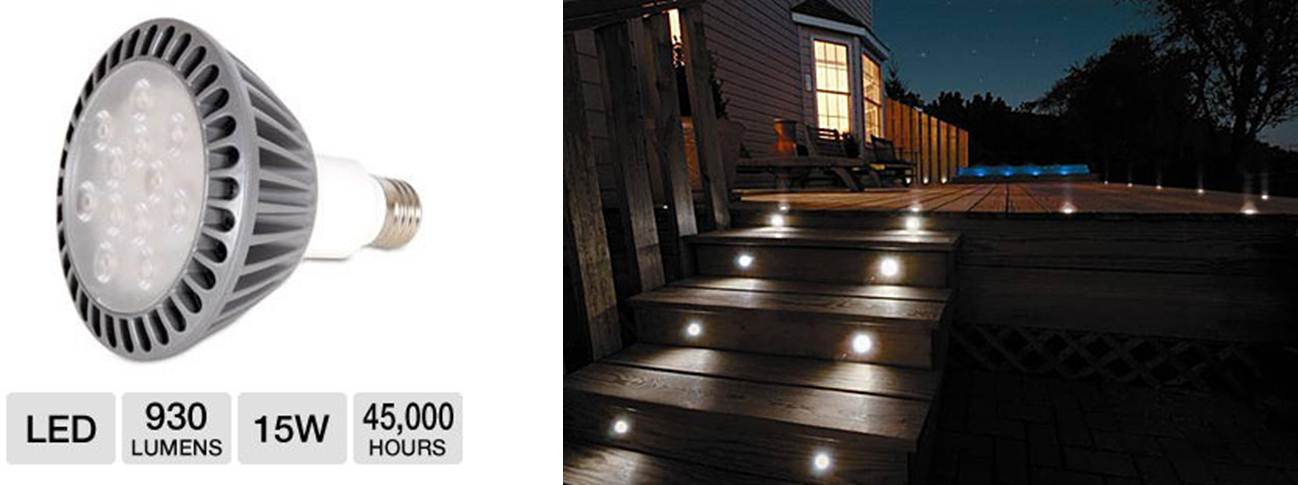 LED
930
LUMENS
15W
45,000
HOURS